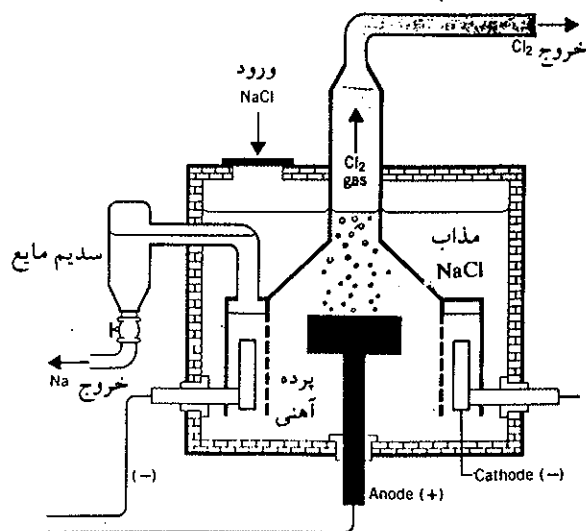 Cl₂ خروج
ورود
NaCl
Cl₂
gas
سدیم مایع
مذاب
NaCl
Na خروج
پرده
آهنی
(−)
Cathode (−)
Anode (+)